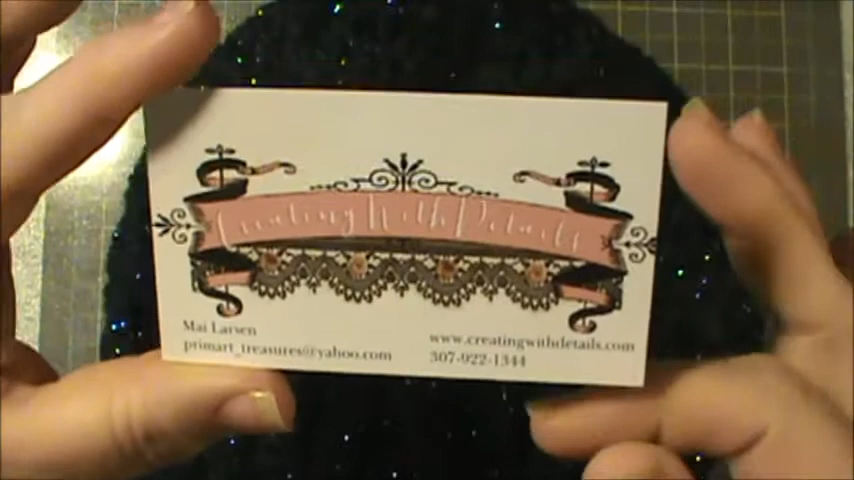 Creating With Details
Mai Larsen
primart_treasures@yahoo.com
www.creatingwithdetails.com
307-922-1344